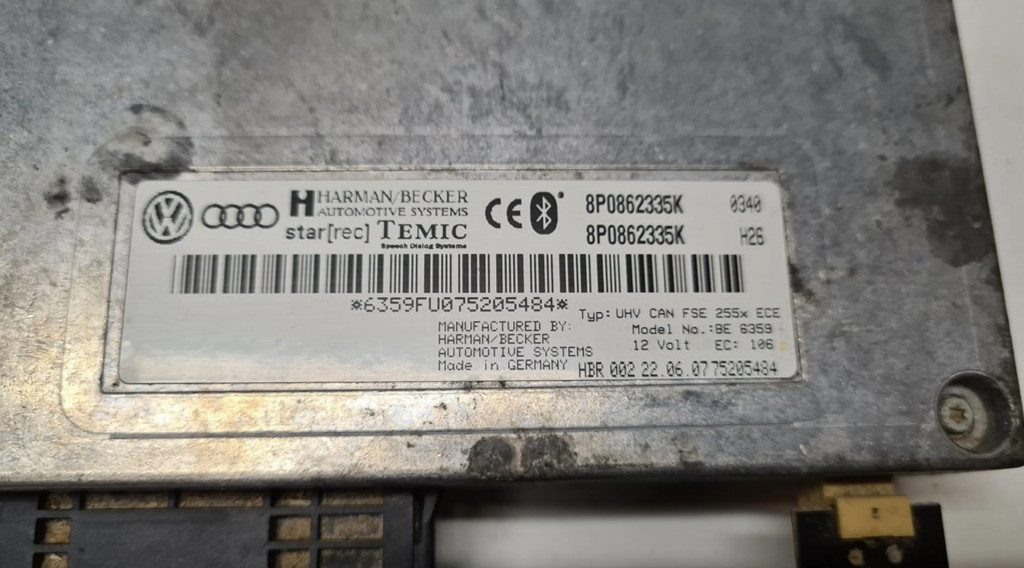 HARMAN/BECKER
AUTOMOTIVE SYSTEMS
star[rec] TEMIC
Speech Dialog Systems
CE
8P0862335K 0340
8P0862335K H26
*6359FU075205484*
Typ: UHV CAN FSE 255x ECE
Model No.:BE 6359
12 Volt EC: 106
MANUFACTURED BY:
HARMAN/BECKER
AUTOMOTIVE SYSTEMS
Made in GERMANY
HBR 002 22.06.07 75205484